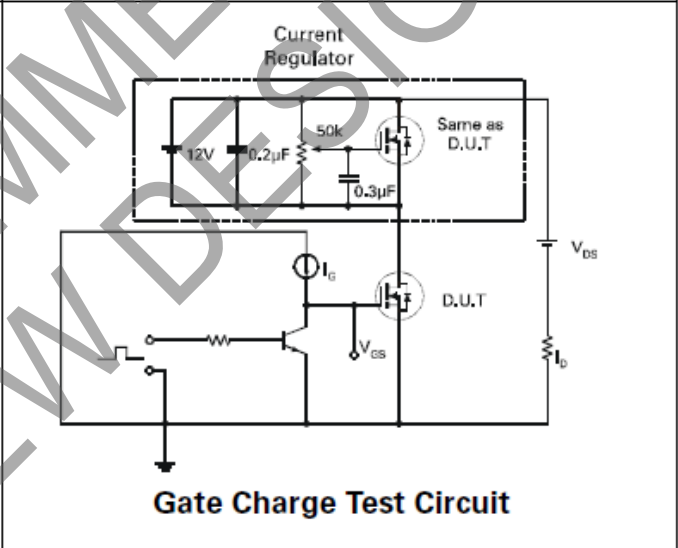 Current
Regulator
50k
12V
0.2µF
0.3µF
Same as
D.U.T
I_G
D.U.T
V_GS
V_DS
I_D
Gate Charge Test Circuit